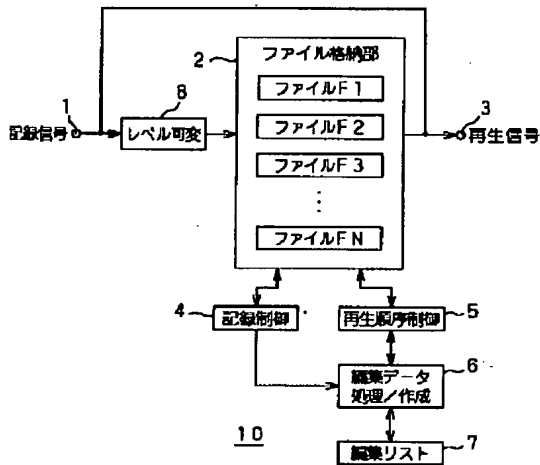 2
ファイル格納部
1
8
ファイルF1
3
記録信号
レベル可変
ファイルF2
再生信号
ファイルF3
⋮
ファイルFN
4
記録制御
再生順序制御
5
編集データ
処理/作成
6
10
編集リスト
7